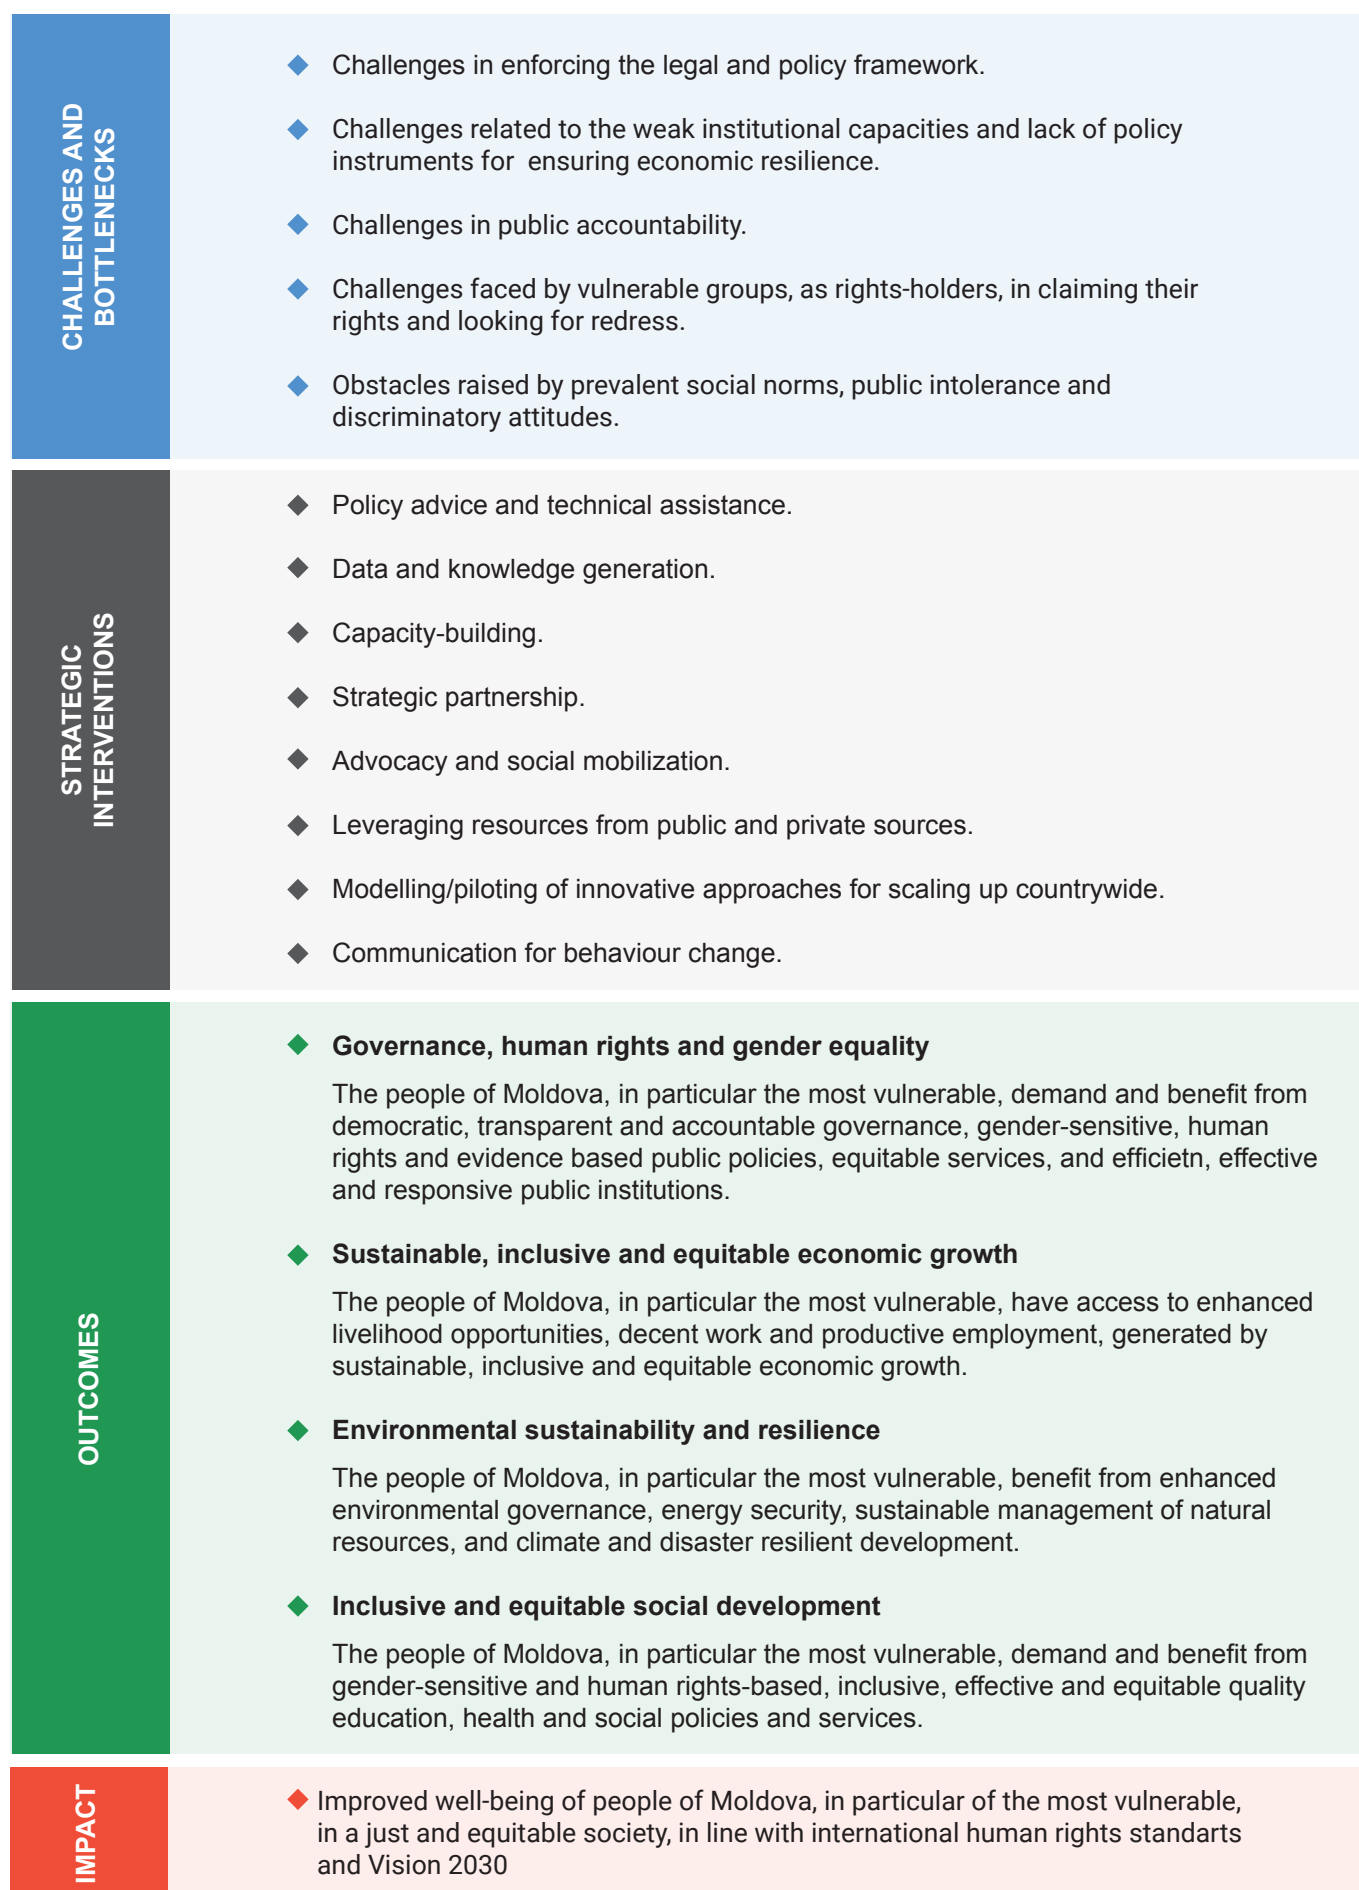 CHALLENGES AND
BOTTLENECKS
Challenges in enforcing the legal and policy framework.
Challenges related to the weak institutional capacities and lack of policy
instruments for ensuring economic resilience.
Challenges in public accountability.
Challenges faced by vulnerable groups, as rights-holders, in claiming their
rights and looking for redress.
Obstacles raised by prevalent social norms, public intolerance and
discriminatory attitudes.
STRATEGIC
INTERVENTIONS
Policy advice and technical assistance.
Data and knowledge generation.
Capacity-building.
Strategic partnership.
Advocacy and social mobilization.
Leveraging resources from public and private sources.
Modelling/piloting of innovative approaches for scaling up countrywide.
Communication for behaviour change.
OUTCOMES
Governance, human rights and gender equality
The people of Moldova, in particular the most vulnerable, demand and benefit from
democratic, transparent and accountable governance, gender-sensitive, human
rights and evidence based public policies, equitable services, and efficietn, effective
and responsive public institutions.
Sustainable, inclusive and equitable economic growth
The people of Moldova, in particular the most vulnerable, have access to enhanced
livelihood opportunities, decent work and productive employment, generated by
sustainable, inclusive and equitable economic growth.
Environmental sustainability and resilience
The people of Moldova, in particular the most vulnerable, benefit from enhanced
environmental governance, energy security, sustainable management of natural
resources, and climate and disaster resilient development.
Inclusive and equitable social development
The people of Moldova, in particular the most vulnerable, demand and benefit from
gender-sensitive and human rights-based, inclusive, effective and equitable quality
education, health and social policies and services.
IMPACT
Improved well-being of people of Moldova, in particular of the most vulnerable,
in a just and equitable society, in line with international human rights standarts
and Vision 2030